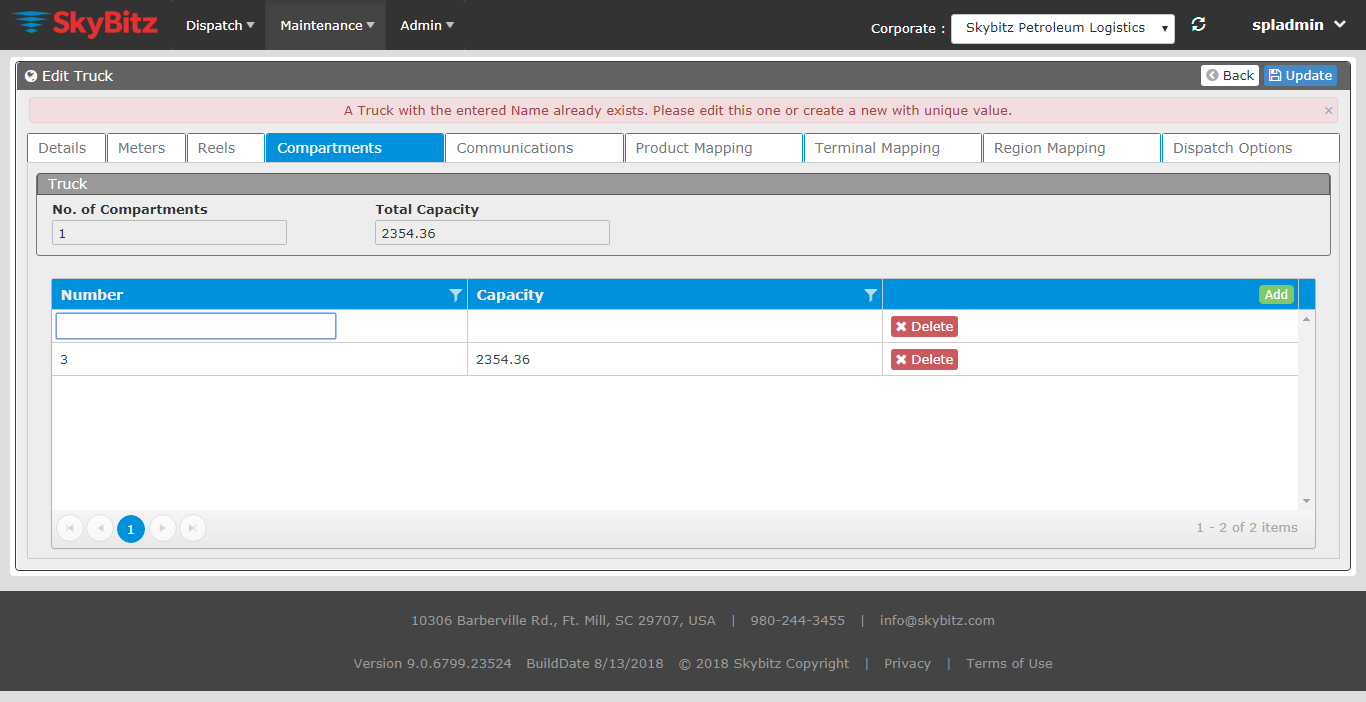 SkyBitz Dispatch Maintenance Admin Corporate : Skybitz Petroleum Logistics spladmin
Edit Truck Back Update
A Truck with the entered Name already exists. Please edit this one or create a new with unique value. ×
Details Meters Reels Compartments Communications Product Mapping Terminal Mapping Region Mapping Dispatch Options
Truck
No. of Compartments Total Capacity
1 2354.36
Number Capacity Add
Delete
3 2354.36 Delete
1 1 - 2 of 2 items
10306 Barberville Rd., Ft. Mill, SC 29707, USA | 980-244-3455 | info@skybitz.com
Version 9.0.6799.23524 BuildDate 8/13/2018 © 2018 Skybitz Copyright | Privacy | Terms of Use